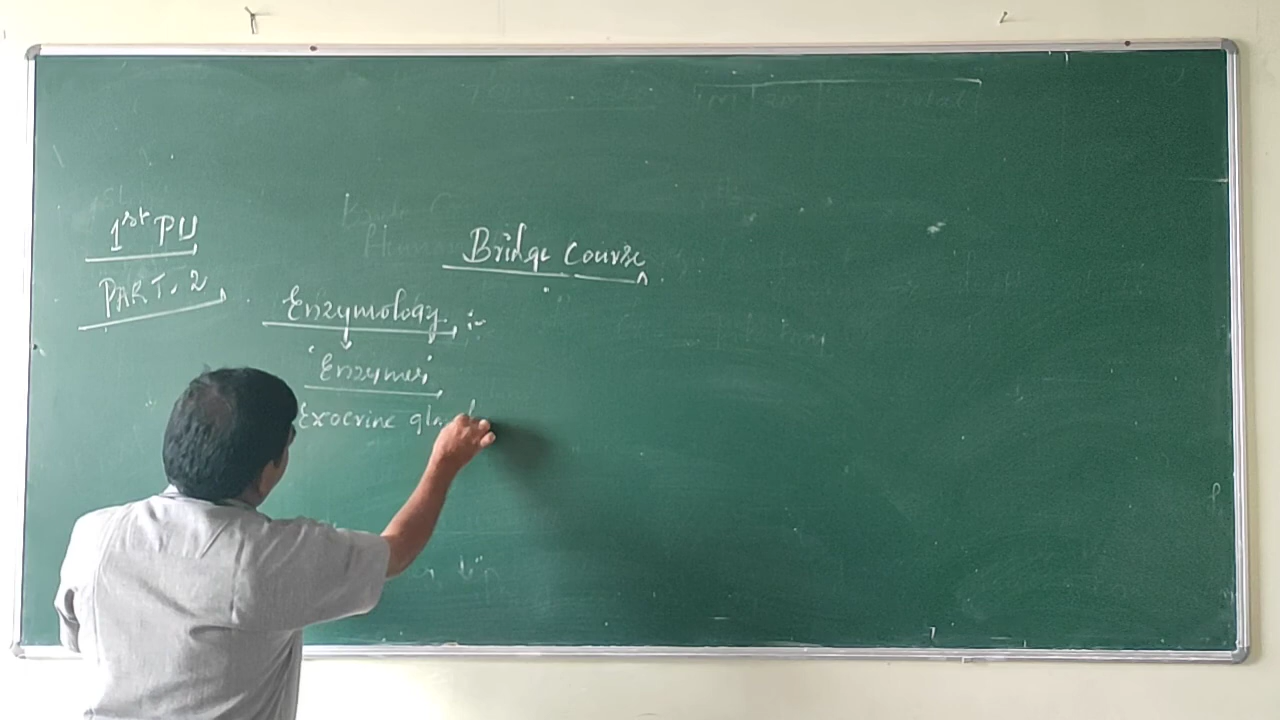 1st PU
PART. 2
Bridge Course
Enzymology :-
'Enzymes'
Exocrine gland